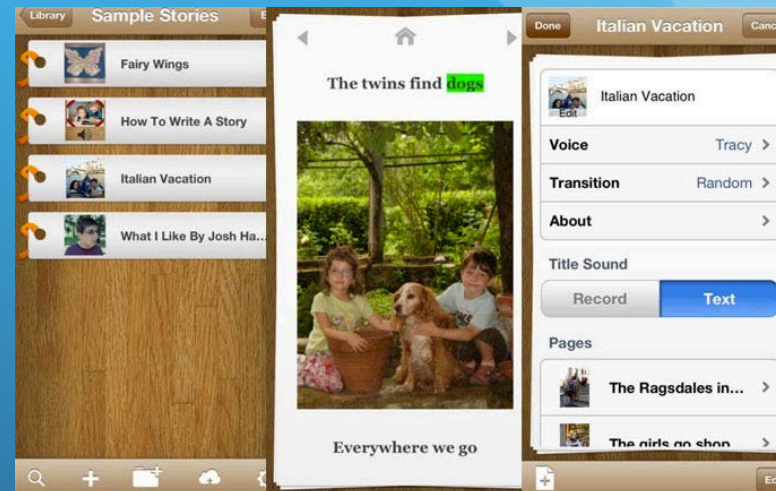 Library
Sample Stories
Fairy Wings
How To Write A Story
Italian Vacation
What I Like By Josh Ha...
The twins find dogs
Everywhere we go
Done
Italian Vacation
Canc
Edit
Italian Vacation
Voice
Tracy
Transition
Random
About
Title Sound
Record
Text
Pages
The Ragsdales in...
The girls go shop